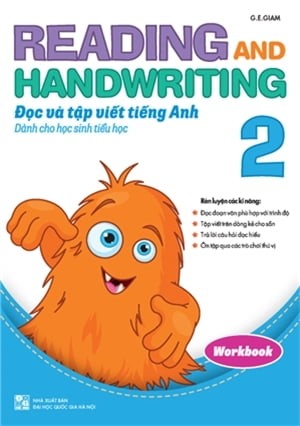 G.E.GIAM
READING AND
HANDWRITING
Đọc và tập viết tiếng Anh
Dành cho học sinh tiểu học
2
Rèn luyện các kĩ năng:
Đọc đoạn văn phù hợp với trình độ
Tập viết trên dòng kẻ cho sẵn
Trả lời câu hỏi đọc hiểu
Ôn tập qua các trò chơi thú vị
Workbook
NHÀ XUẤT BẢN
ĐẠI HỌC QUỐC GIA HÀ NỘI